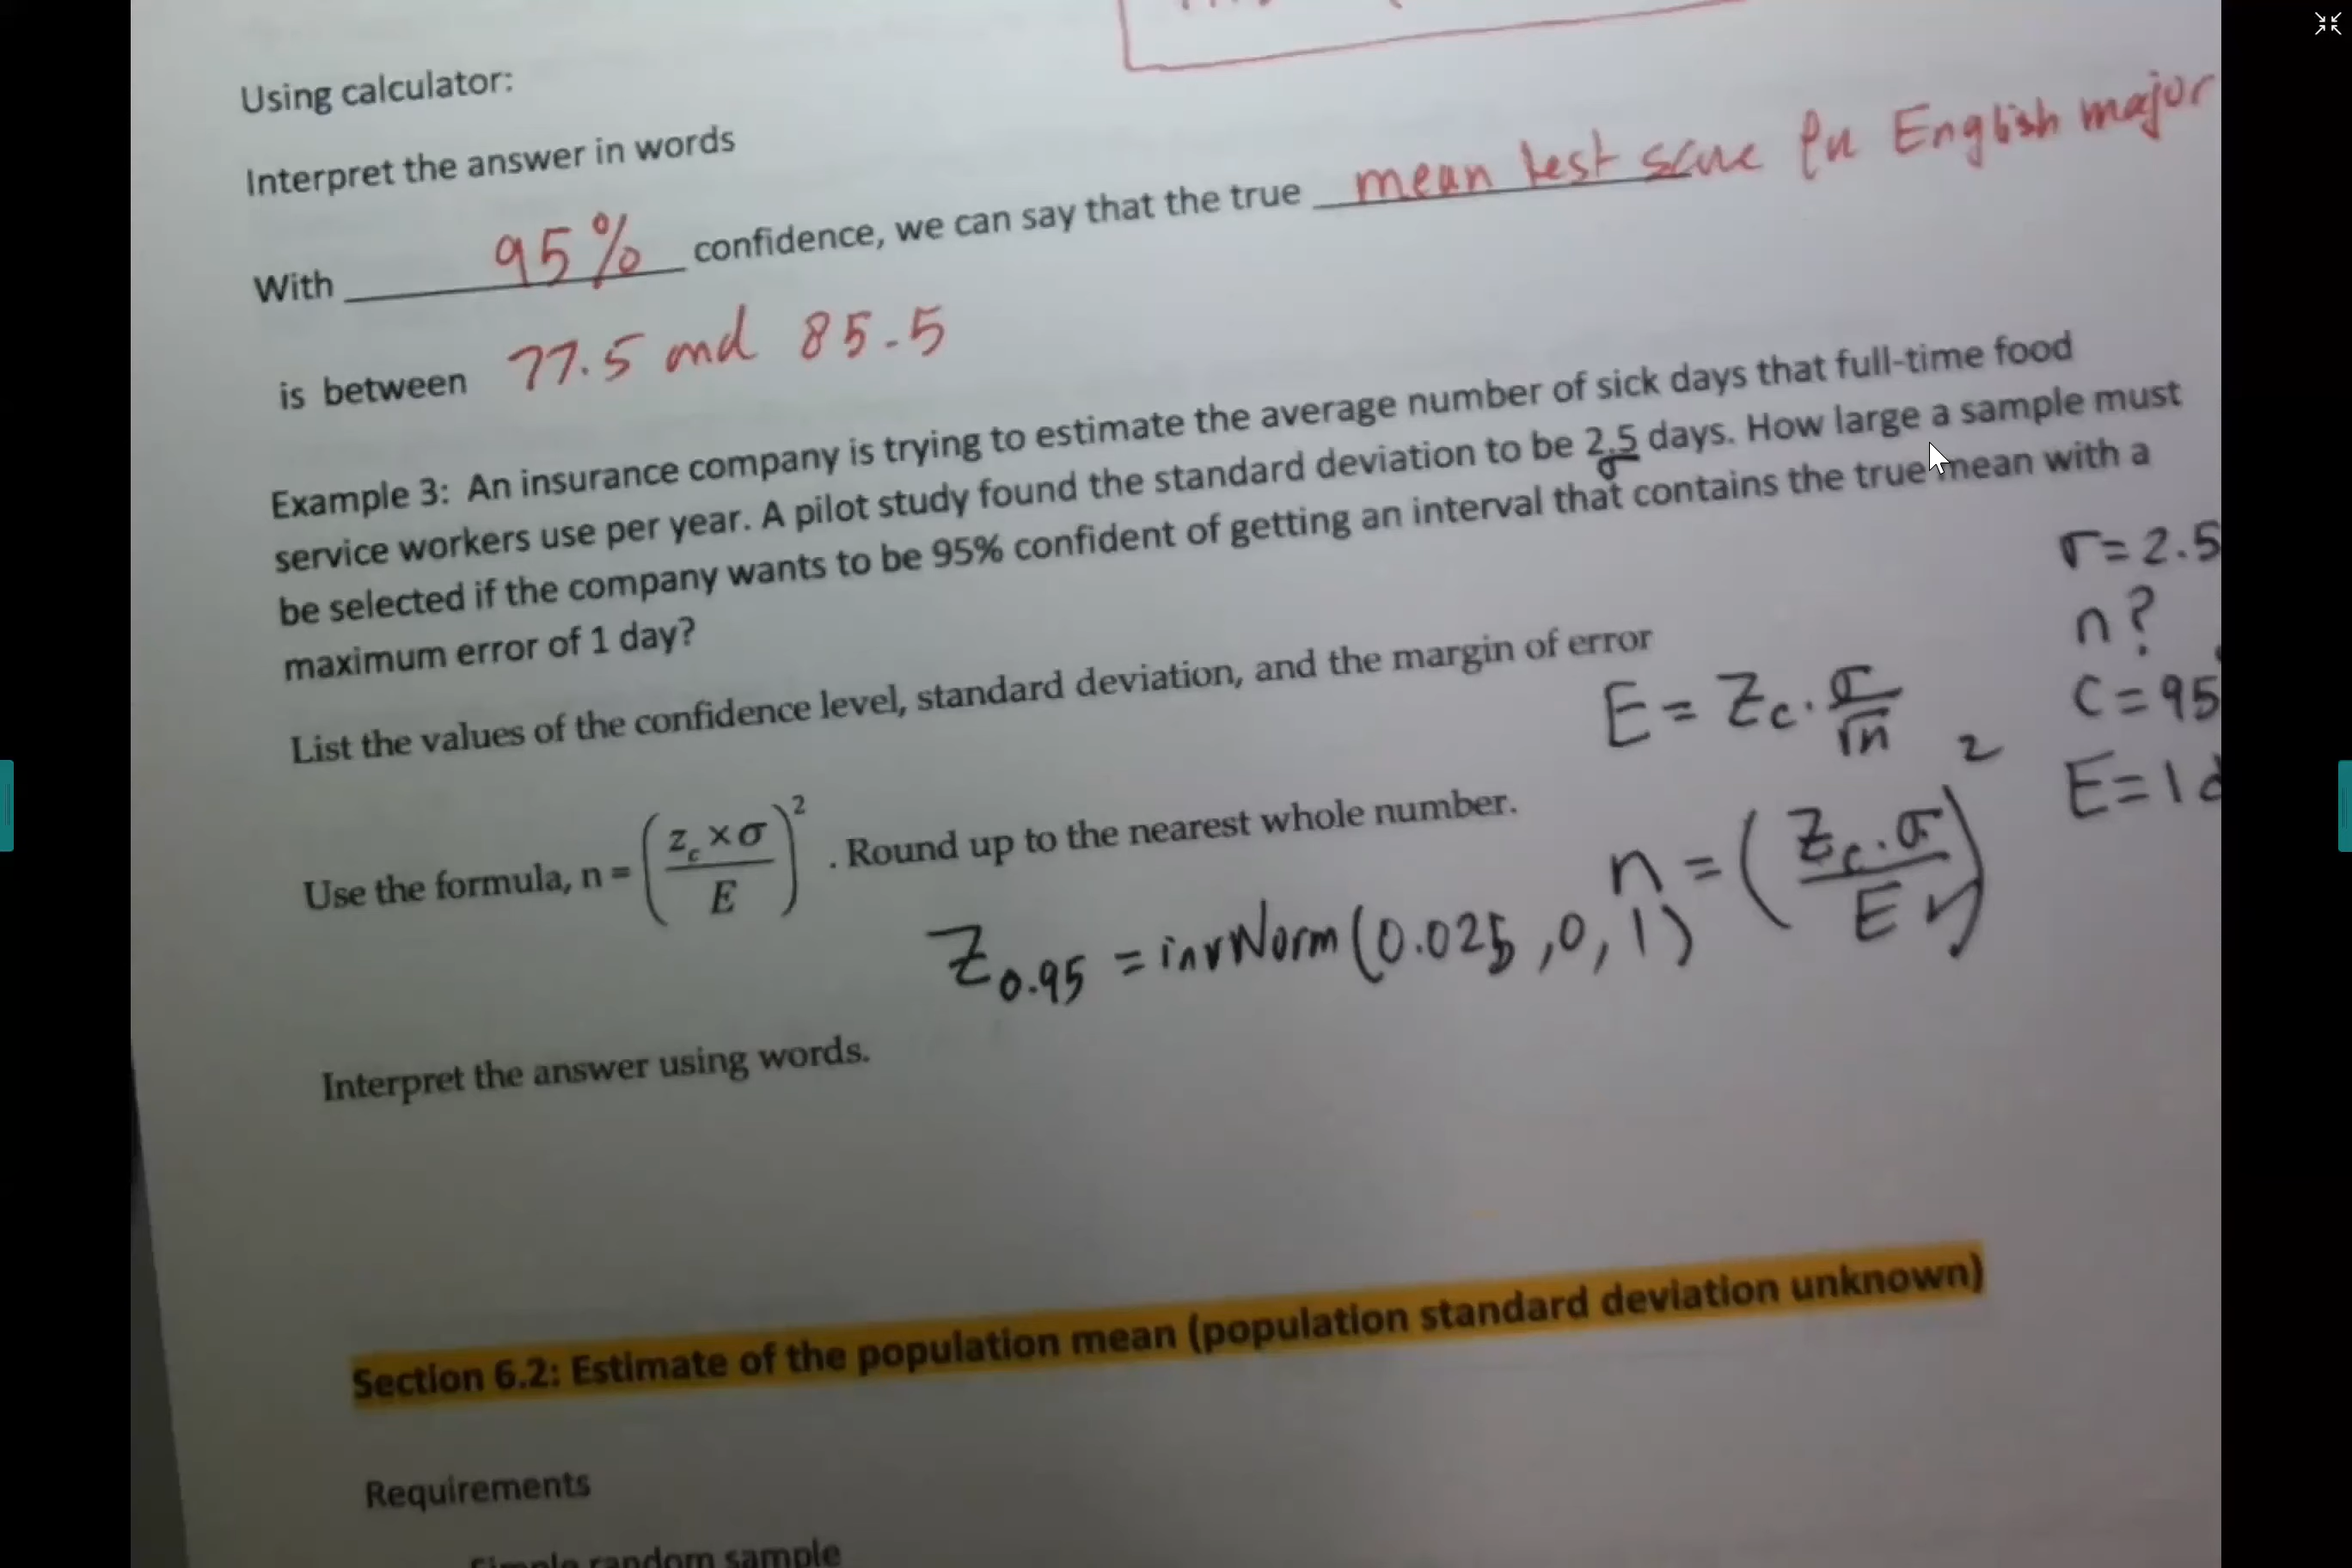 Using calculator:
Interpret the answer in words
With 95% confidence, we can say that the true mean test score for English major
is between 77.5 and 85.5
Example 3: An insurance company is trying to estimate the average number of sick days that full-time food
service workers use per year. A pilot study found the standard deviation to be 2.5 days. How large a sample must
σ
be selected if the company wants to be 95% confident of getting an interval that contains the true mean with a
maximum error of 1 day?
σ=2.5
n?
C=95
E=1d
List the values of the confidence level, standard deviation, and the margin of error
E = Zc · σ/√n
Use the formula, n = (z_c × σ / E)² . Round up to the nearest whole number.
n = (Zc · σ / E)²
Z0.95 = invNorm(0.025, 0, 1)
Interpret the answer using words.
Section 6.2: Estimate of the population mean (population standard deviation unknown)
Requirements
Simple random sample